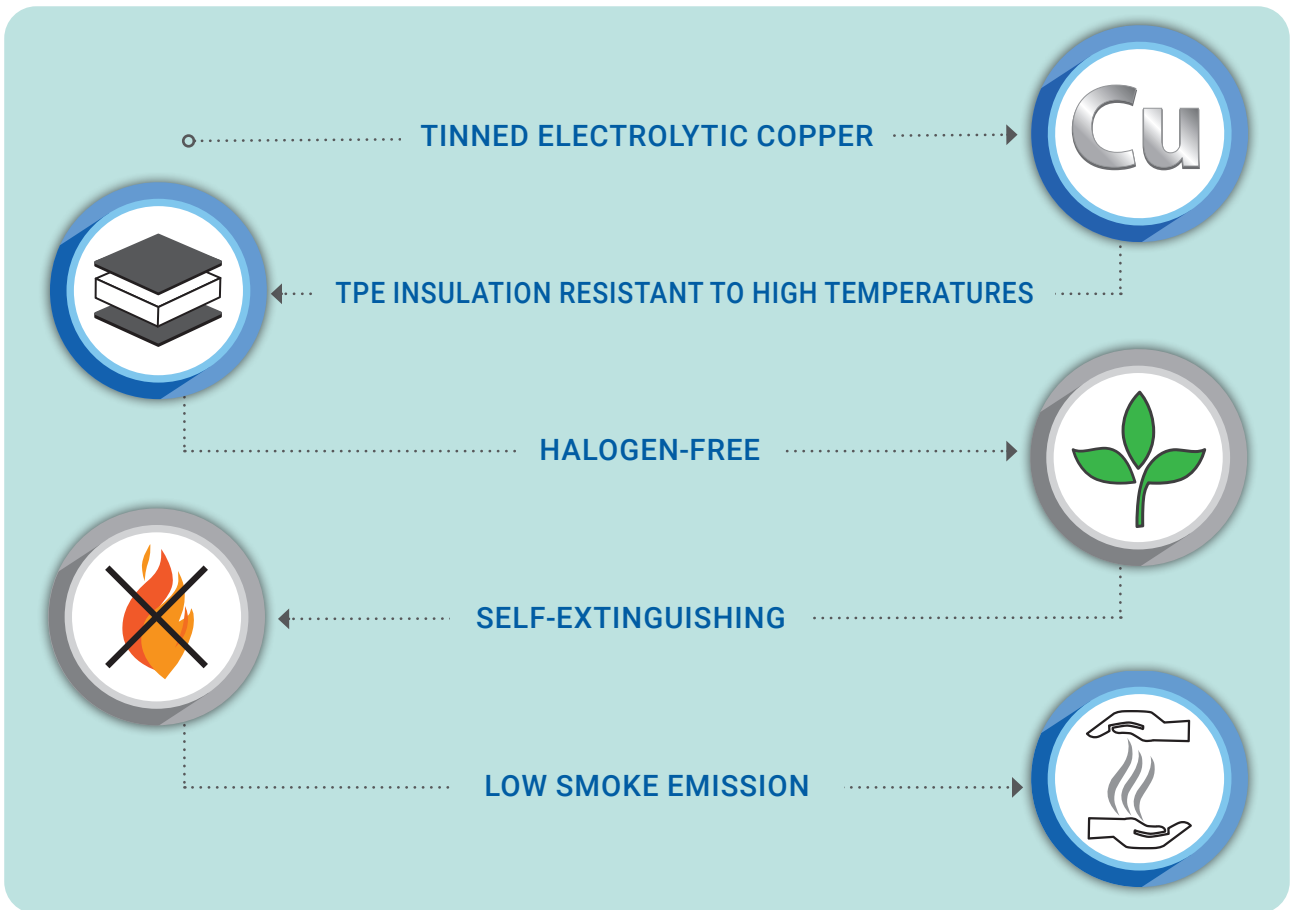 Cu
TINNED ELECTROLYTIC COPPER
TPE INSULATION RESISTANT TO HIGH TEMPERATURES
HALOGEN-FREE
SELF-EXTINGUISHING
LOW SMOKE EMISSION